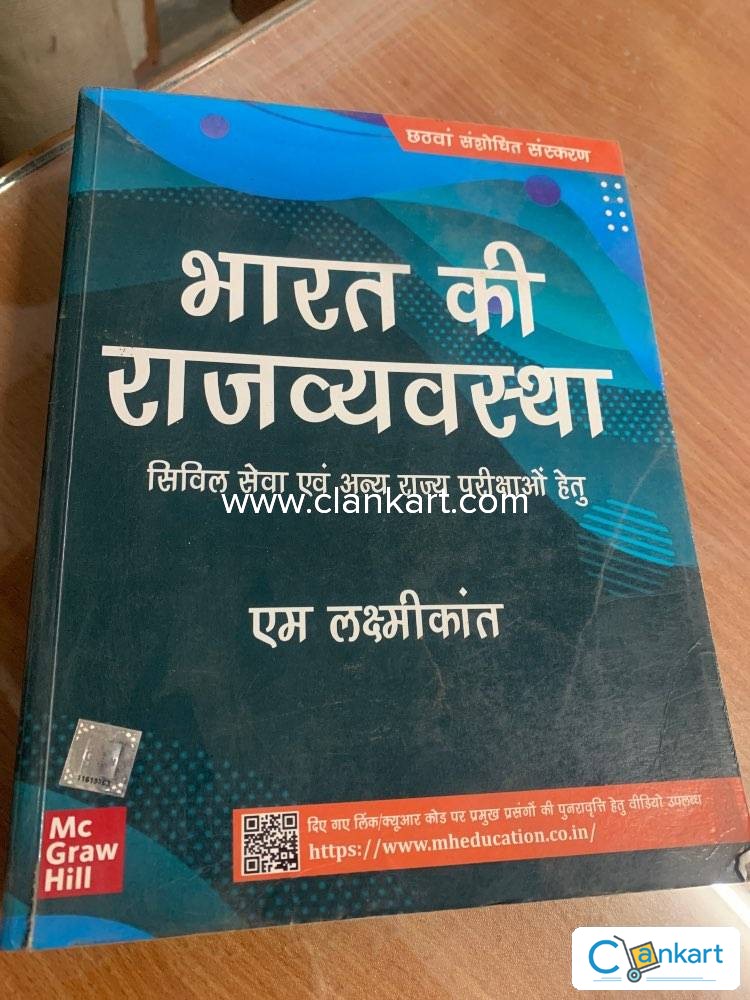 छठवां संशोधित संस्करण
भारत की
राजव्यवस्था
सिविल सेवा एवं अन्य राज्य परीक्षाओं हेतु
www.clankart.com
एम लक्ष्मीकांत
Mc
Graw
Hill
दिए गए लिंक/क्यूआर कोड पर प्रमुख प्रसंगों की पुनरावृत्ति हेतु वीडियो उपलब्ध
https://www.mheducation.co.in/
Clankart